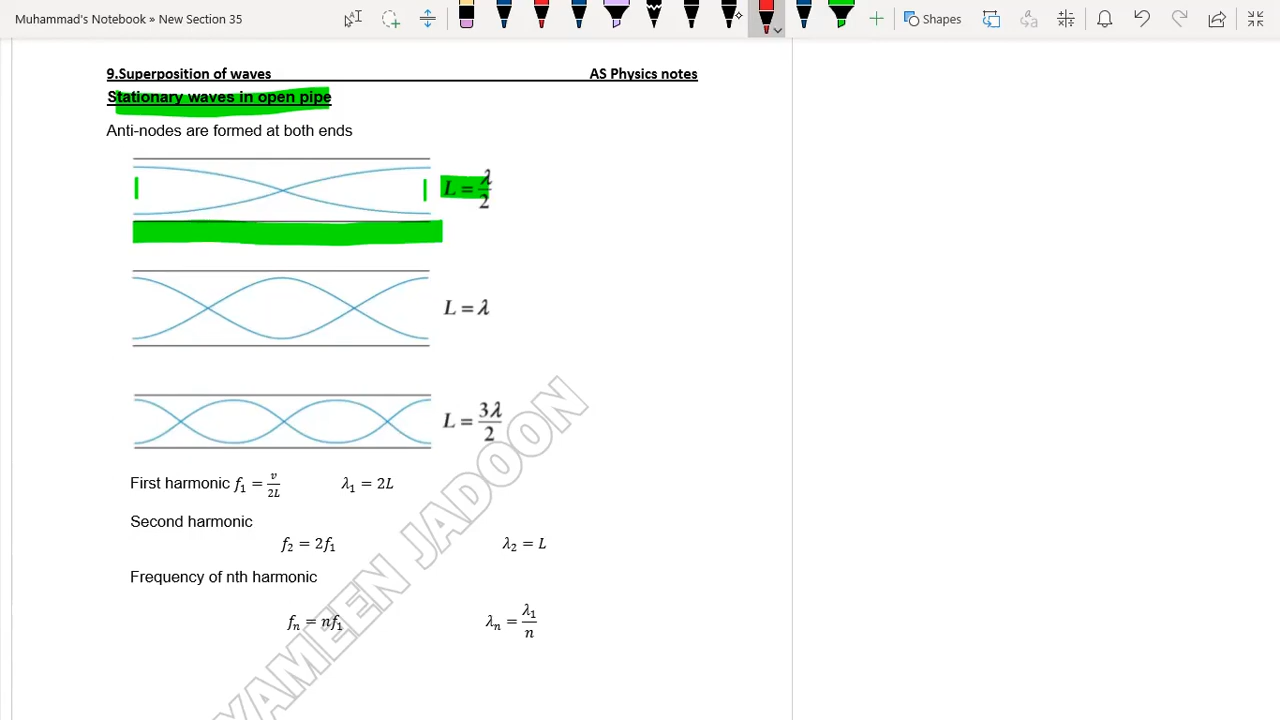 Muhammad's Notebook » New Section 35
Shapes
9.Superposition of waves AS Physics notes
Stationary waves in open pipe
Anti-nodes are formed at both ends
L = λ/2
L = λ
L = 3λ/2
First harmonic f₁ = v/2L λ₁ = 2L
Second harmonic
f₂ = 2f₁ λ₂ = L
Frequency of nth harmonic
fₙ = nf₁ λₙ = λ₁/n
YAMEEN JADOON